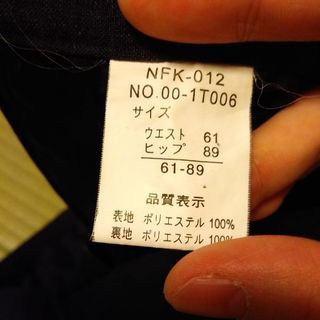 NFK-012
NO.00-1T006
サイズ
ウエスト 61
ヒップ 89
61-89
品質表示
表地 ポリエステル 100%
裏地 ポリエステル 100%